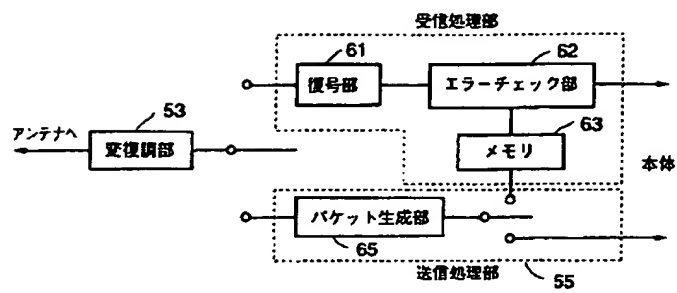 受信処理部
61
62
復号部
エラーチェック部
53
63
アンテナへ
変復調部
メモリ
本体
パケット生成部
65
送信処理部
55